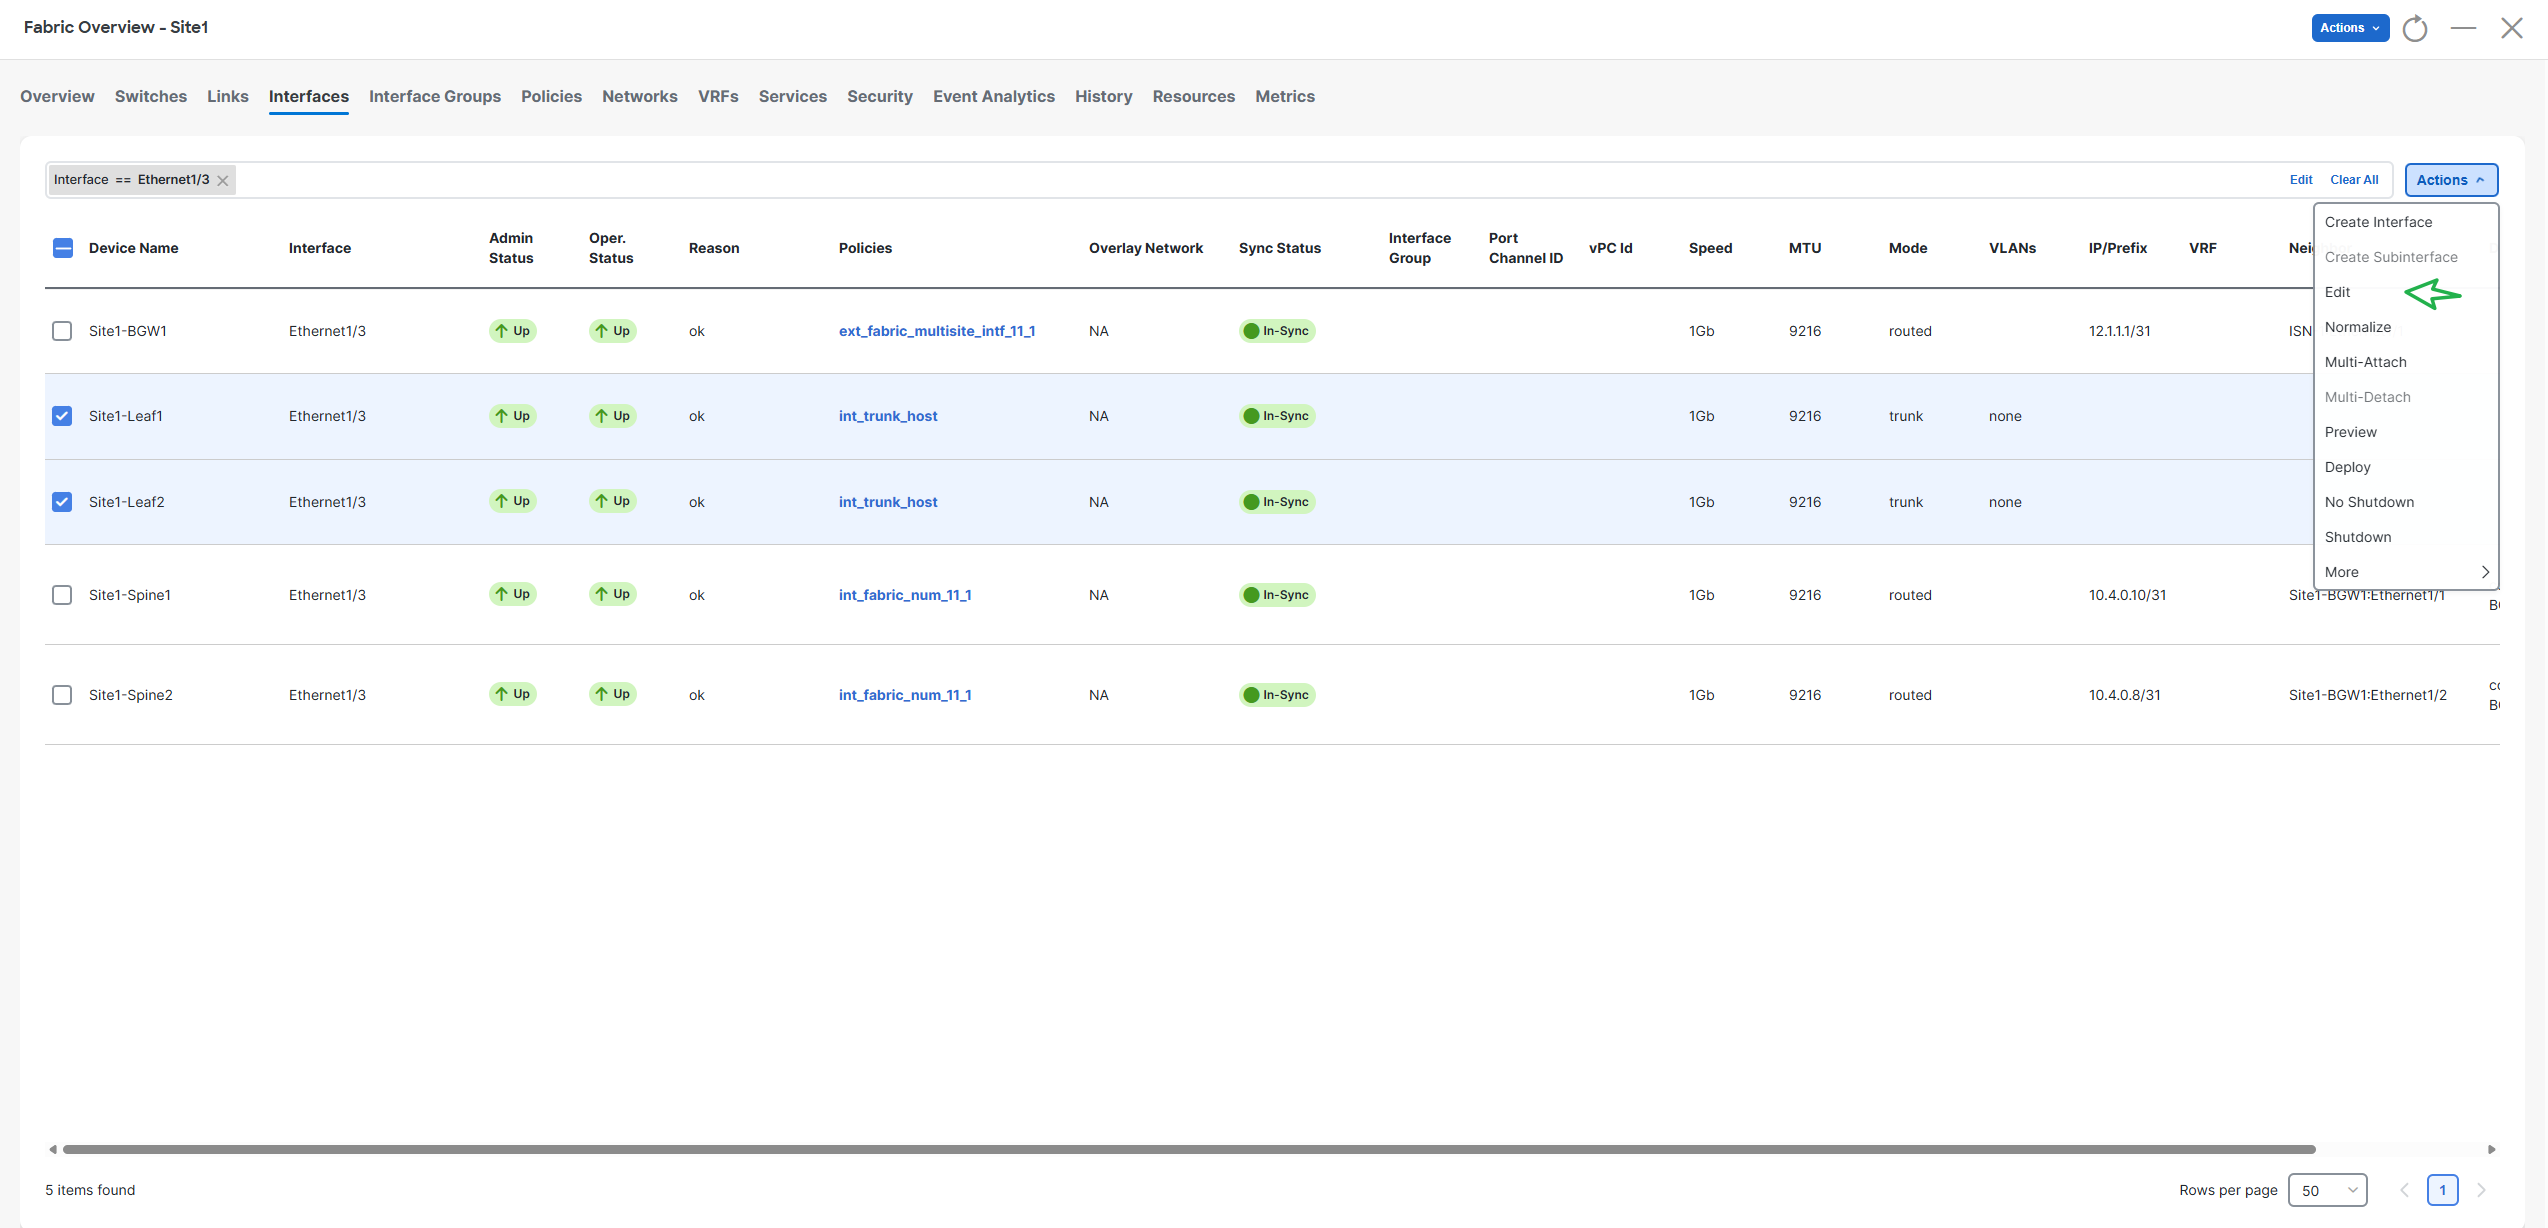 Fabric Overview - Site1
Actions
Overview Switches Links Interfaces Interface Groups Policies Networks VRFs Services Security Event Analytics History Resources Metrics
Interface == Ethernet1/3
Edit Clear All Actions
Device Name Interface Admin Status Oper. Status Reason Policies Overlay Network Sync Status Interface Group Port Channel ID vPC Id Speed MTU Mode VLANs IP/Prefix VRF Nei
Create Interface
Create Subinterface
Edit
Normalize
Multi-Attach
Multi-Detach
Preview
Deploy
No Shutdown
Shutdown
More
Site1-BGW1 Ethernet1/3 Up Up ok ext_fabric_multisite_intf_11_1 NA In-Sync 1Gb 9216 routed 12.1.1.1/31 ISN
Site1-Leaf1 Ethernet1/3 Up Up ok int_trunk_host NA In-Sync 1Gb 9216 trunk none
Site1-Leaf2 Ethernet1/3 Up Up ok int_trunk_host NA In-Sync 1Gb 9216 trunk none
Site1-Spine1 Ethernet1/3 Up Up ok int_fabric_num_11_1 NA In-Sync 1Gb 9216 routed 10.4.0.10/31 Site1-BGW1:Ethernet1/1
Site1-Spine2 Ethernet1/3 Up Up ok int_fabric_num_11_1 NA In-Sync 1Gb 9216 routed 10.4.0.8/31 Site1-BGW1:Ethernet1/2
5 items found
Rows per page 50 1